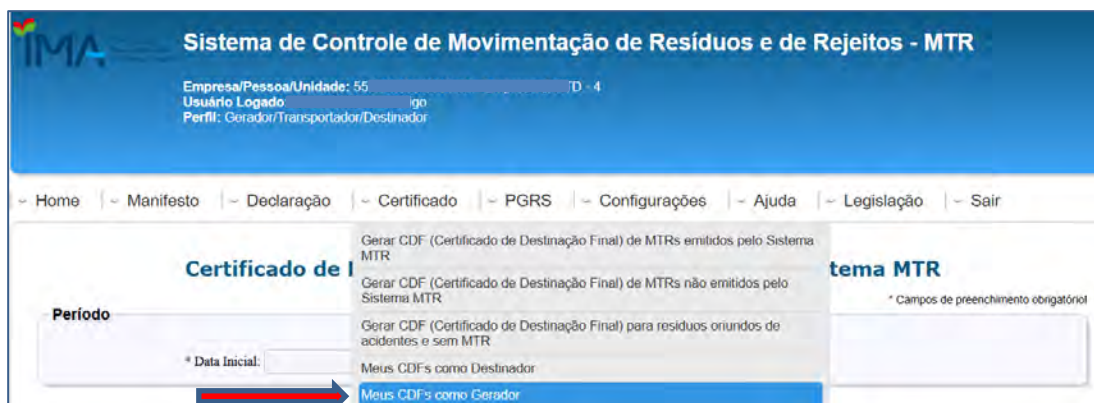 IMA
Sistema de Controle de Movimentação de Resíduos e de Rejeitos - MTR
Empresa/Pessoa/Unidade: 55 D - 4
Usuário Logado igo
Perfil: Gerador/Transportador/Destinador
Home Manifesto Declaração Certificado PGRS Configurações Ajuda Legislação Sair
Gerar CDF (Certificado de Destinação Final) de MTRs emitidos pelo Sistema
MTR
Certificado de stema MTR
Gerar CDF (Certificado de Destinação Final) de MTRs não emitidos pelo
Sistema MTR
* Campos de preenchimento obrigatório!
Período
Gerar CDF (Certificado de Destinação Final) para resíduos oriundos de
acidentes e sem MTR
* Data Inicial:
Meus CDFs como Destinador
Meus CDFs como Gerador